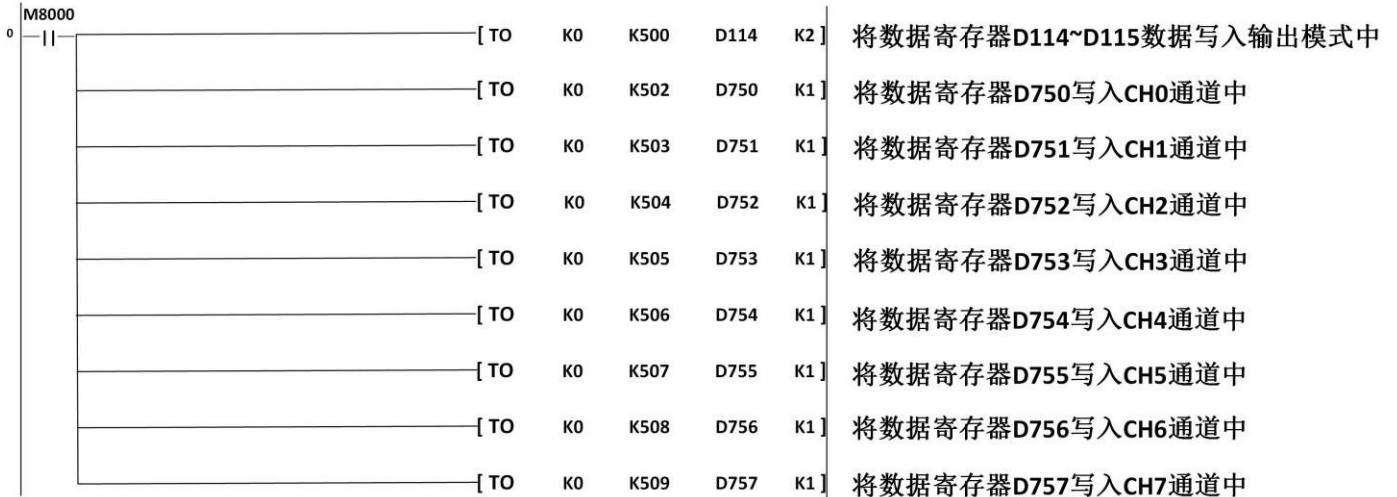 M8000
0 [ TO K0 K500 D114 K2 ] 将数据寄存器D114~D115数据写入输出模式中
[ TO K0 K502 D750 K1 ] 将数据寄存器D750写入CH0通道中
[ TO K0 K503 D751 K1 ] 将数据寄存器D751写入CH1通道中
[ TO K0 K504 D752 K1 ] 将数据寄存器D752写入CH2通道中
[ TO K0 K505 D753 K1 ] 将数据寄存器D753写入CH3通道中
[ TO K0 K506 D754 K1 ] 将数据寄存器D754写入CH4通道中
[ TO K0 K507 D755 K1 ] 将数据寄存器D755写入CH5通道中
[ TO K0 K508 D756 K1 ] 将数据寄存器D756写入CH6通道中
[ TO K0 K509 D757 K1 ] 将数据寄存器D757写入CH7通道中